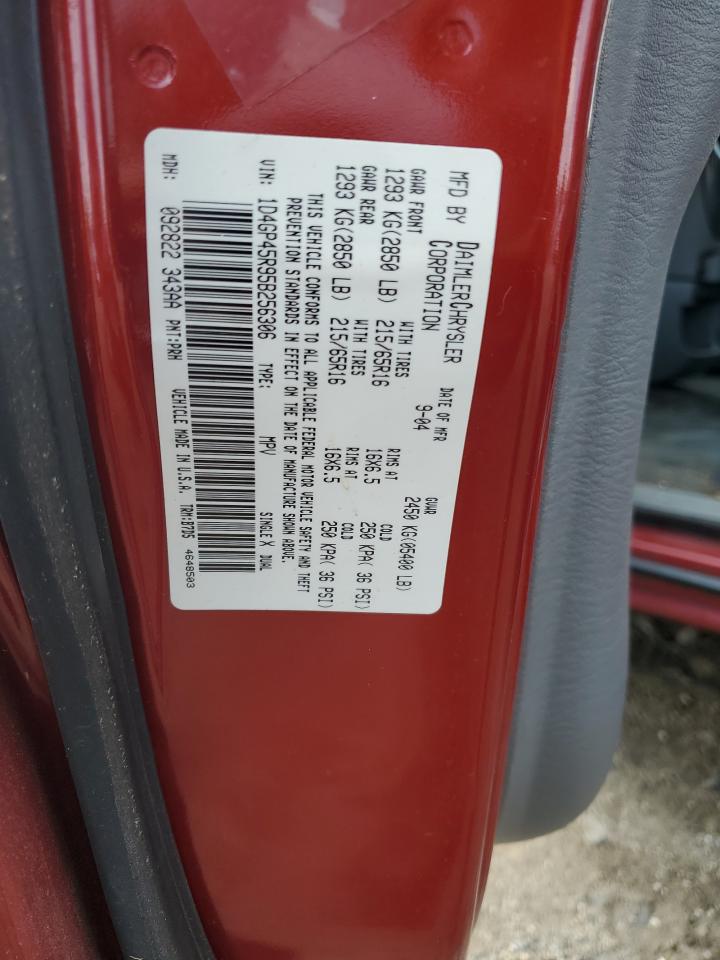 MFD BY DAIMLERCHRYSLER CORPORATION
DATE OF MFR 9-04
GVWR 2450 KG(05400 LB)
GAWR FRONT 1293 KG(2850 LB)
WITH TIRES 215/65R16
RIMS AT 16X6.5
COLD 250 KPA( 36 PSI)
GAWR REAR 1293 KG(2850 LB)
WITH TIRES 215/65R16
RIMS AT 16X6.5
COLD 250 KPA( 36 PSI)
THIS VEHICLE CONFORMS TO ALL APPLICABLE FEDERAL MOTOR VEHICLE SAFETY AND THEFT
PREVENTION STANDARDS IN EFFECT ON THE DATE OF MANUFACTURE SHOWN ABOVE.
VIN: 1D4GP45R95B256306 TYPE: MPV SINGLE X DUAL
MDH: 092822 343AA PNT:PRH VEHICLE MADE IN U.S.A. TRM:B7D5 4648503